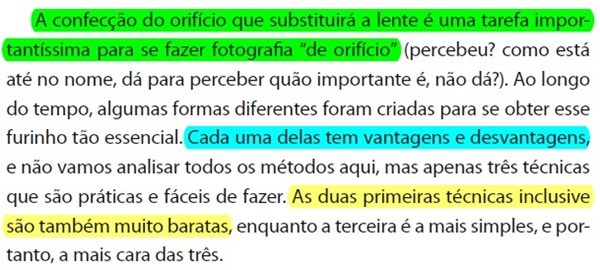 A confecção do orifício que substituirá a lente é uma tarefa impor-
tantíssima para se fazer fotografia “de orifício” (percebeu? como está
até no nome, dá para perceber quão importante é, não dá?). Ao longo
do tempo, algumas formas diferentes foram criadas para se obter esse
furinho tão essencial. Cada uma delas tem vantagens e desvantagens,
e não vamos analisar todos os métodos aqui, mas apenas três técnicas
que são práticas e fáceis de fazer. As duas primeiras técnicas inclusive
são também muito baratas, enquanto a terceira é a mais simples, e por-
tanto, a mais cara das três.